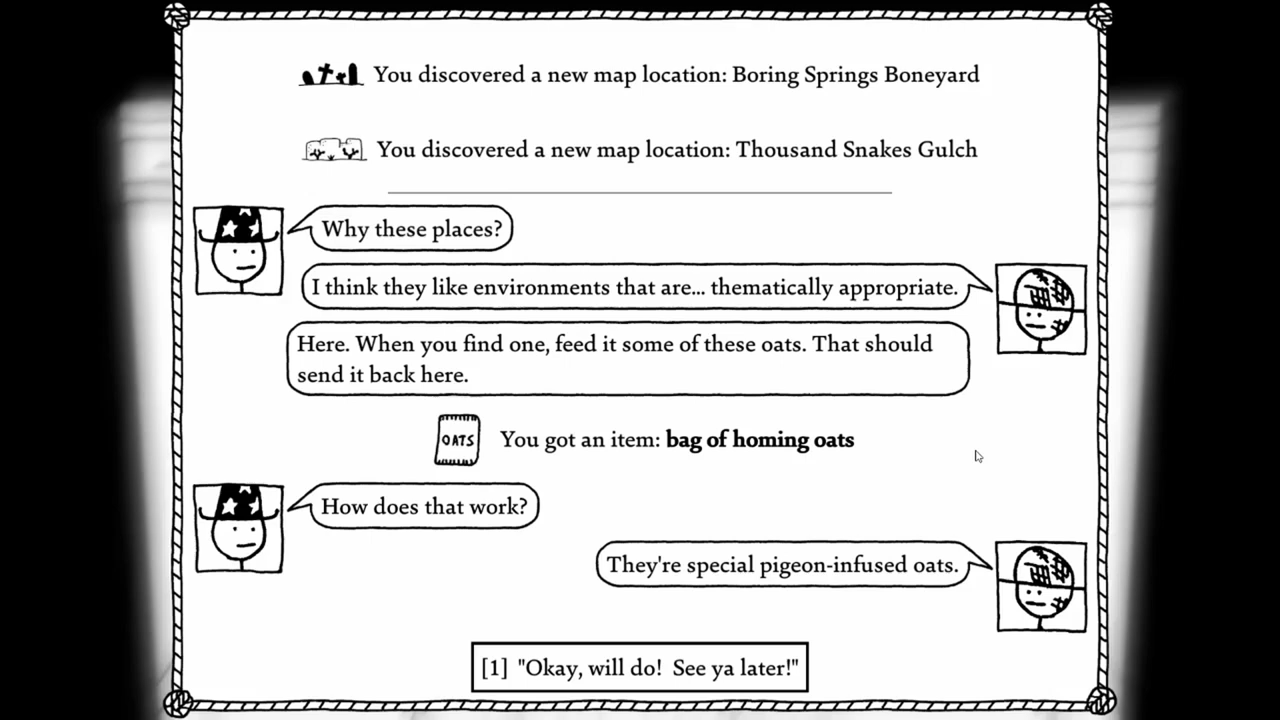 You discovered a new map location: Boring Springs Boneyard
You discovered a new map location: Thousand Snakes Gulch
Why these places?
I think they like environments that are... thematically appropriate.
Here. When you find one, feed it some of these oats. That should
send it back here.
OATS
You got an item: bag of homing oats
How does that work?
They're special pigeon-infused oats.
[1] "Okay, will do!  See ya later!"